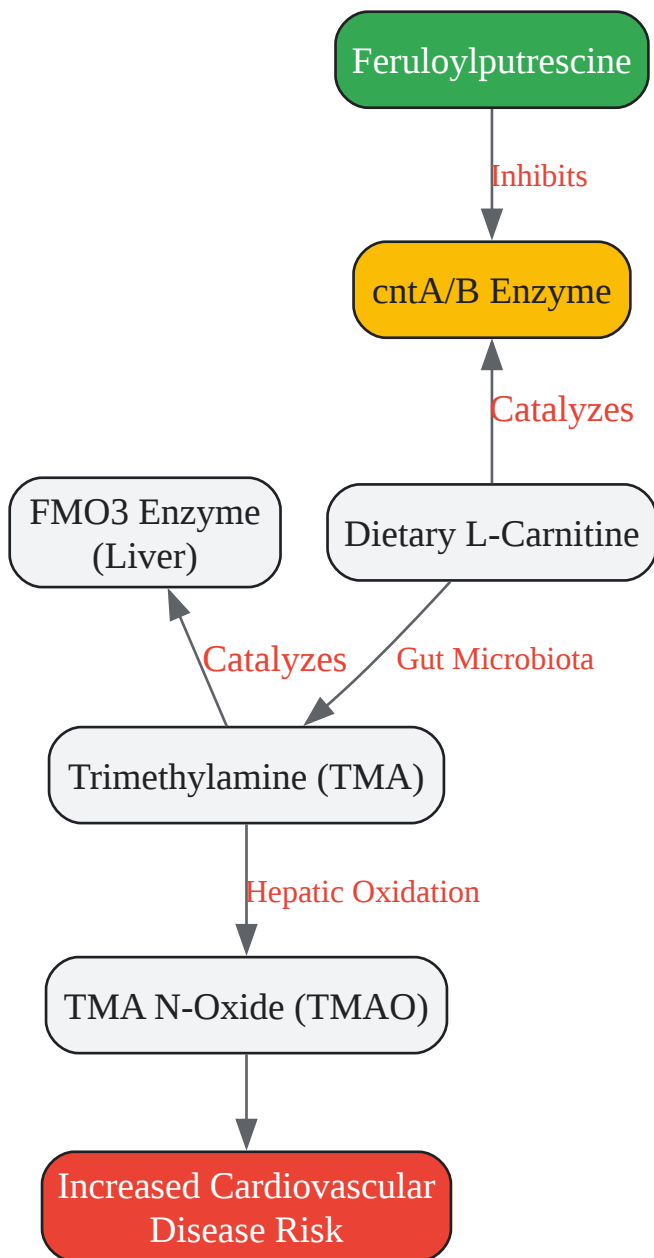 Feruloylputrescine
Inhibits
cntA/B Enzyme
Catalyzes
FMO3 Enzyme
(Liver)
Dietary L-Carnitine
Catalyzes
Gut Microbiota
Trimethylamine (TMA)
Hepatic Oxidation
TMA N-Oxide (TMAO)
Increased Cardiovascular
Disease Risk